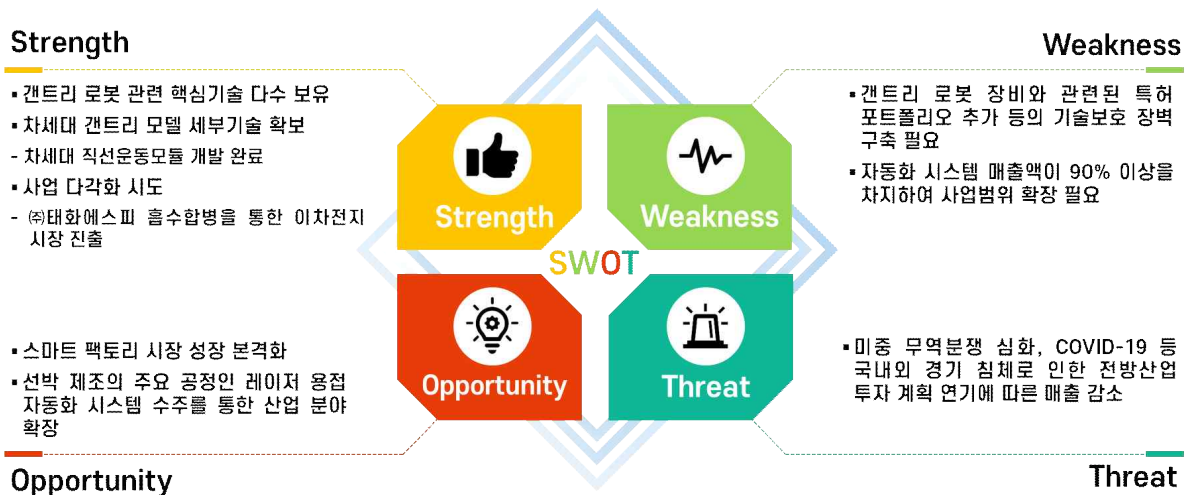 Strength
▪ 갠트리 로봇 관련 핵심기술 다수 보유
▪ 차세대 갠트리 모델 세부기술 확보
- 차세대 직선운동모듈 개발 완료
▪ 사업 다각화 시도
- ㈜태화에스피 흡수합병을 통한 이차전지
시장 진출
Weakness
▪ 갠트리 로봇 장비와 관련된 특허
포트폴리오 추가 등의 기술보호 장벽
구축 필요
▪ 자동화 시스템 매출액이 90% 이상을
차지하여 사업범위 확장 필요
Strength
Weakness
SWOT
Opportunity
Threat
▪ 스마트 팩토리 시장 성장 본격화
▪ 선박 제조의 주요 공정인 레이저 용접
자동화 시스템 수주를 통한 산업 분야
확장
Opportunity
▪ 미중 무역분쟁 심화, COVID-19 등
국내외 경기 침체로 인한 전방산업
투자 계획 연기에 따른 매출 감소
Threat